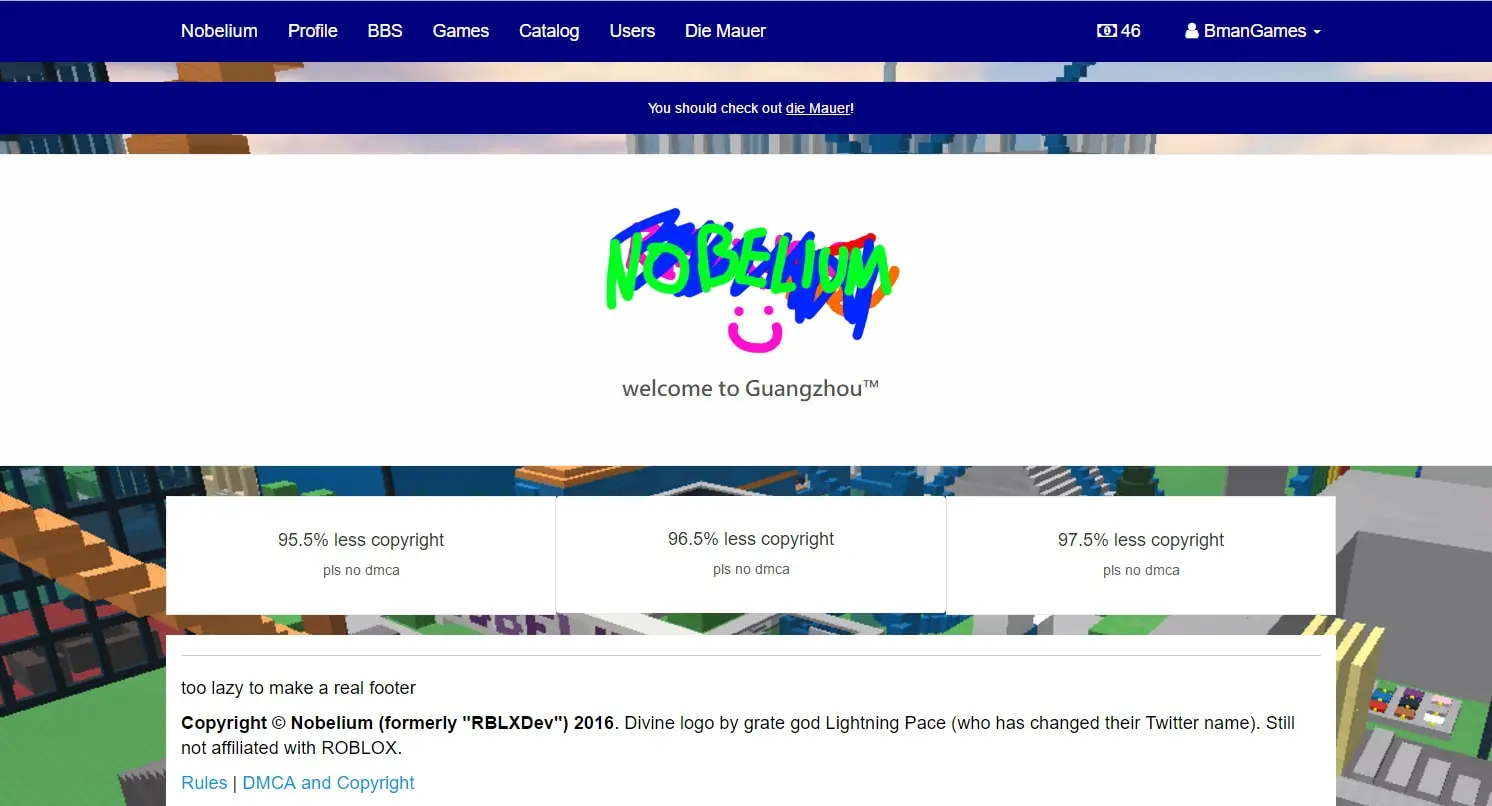 Nobelium Profile BBS Games Catalog Users Die Mauer 46 BmanGames
You should check out die Mauer!
NOBELIUM
welcome to Guangzhou™
95.5% less copyright
pls no dmca
96.5% less copyright
pls no dmca
97.5% less copyright
pls no dmca
too lazy to make a real footer
Copyright © Nobelium (formerly "RBLXDev") 2016. Divine logo by grate god Lightning Pace (who has changed their Twitter name). Still
not affiliated with ROBLOX.
Rules | DMCA and Copyright